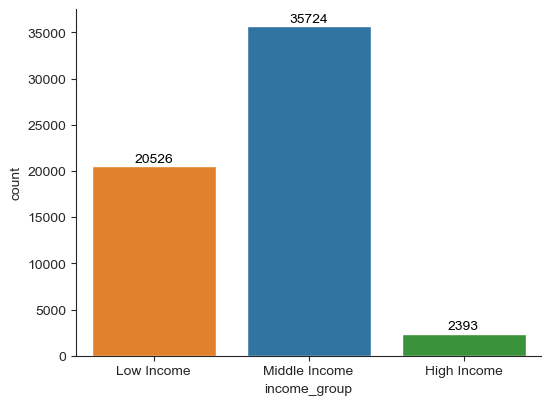 35724
35000
30000
25000
20526
20000
count
15000
10000
5000
2393
0
Low Income
Middle Income
High Income
income_group